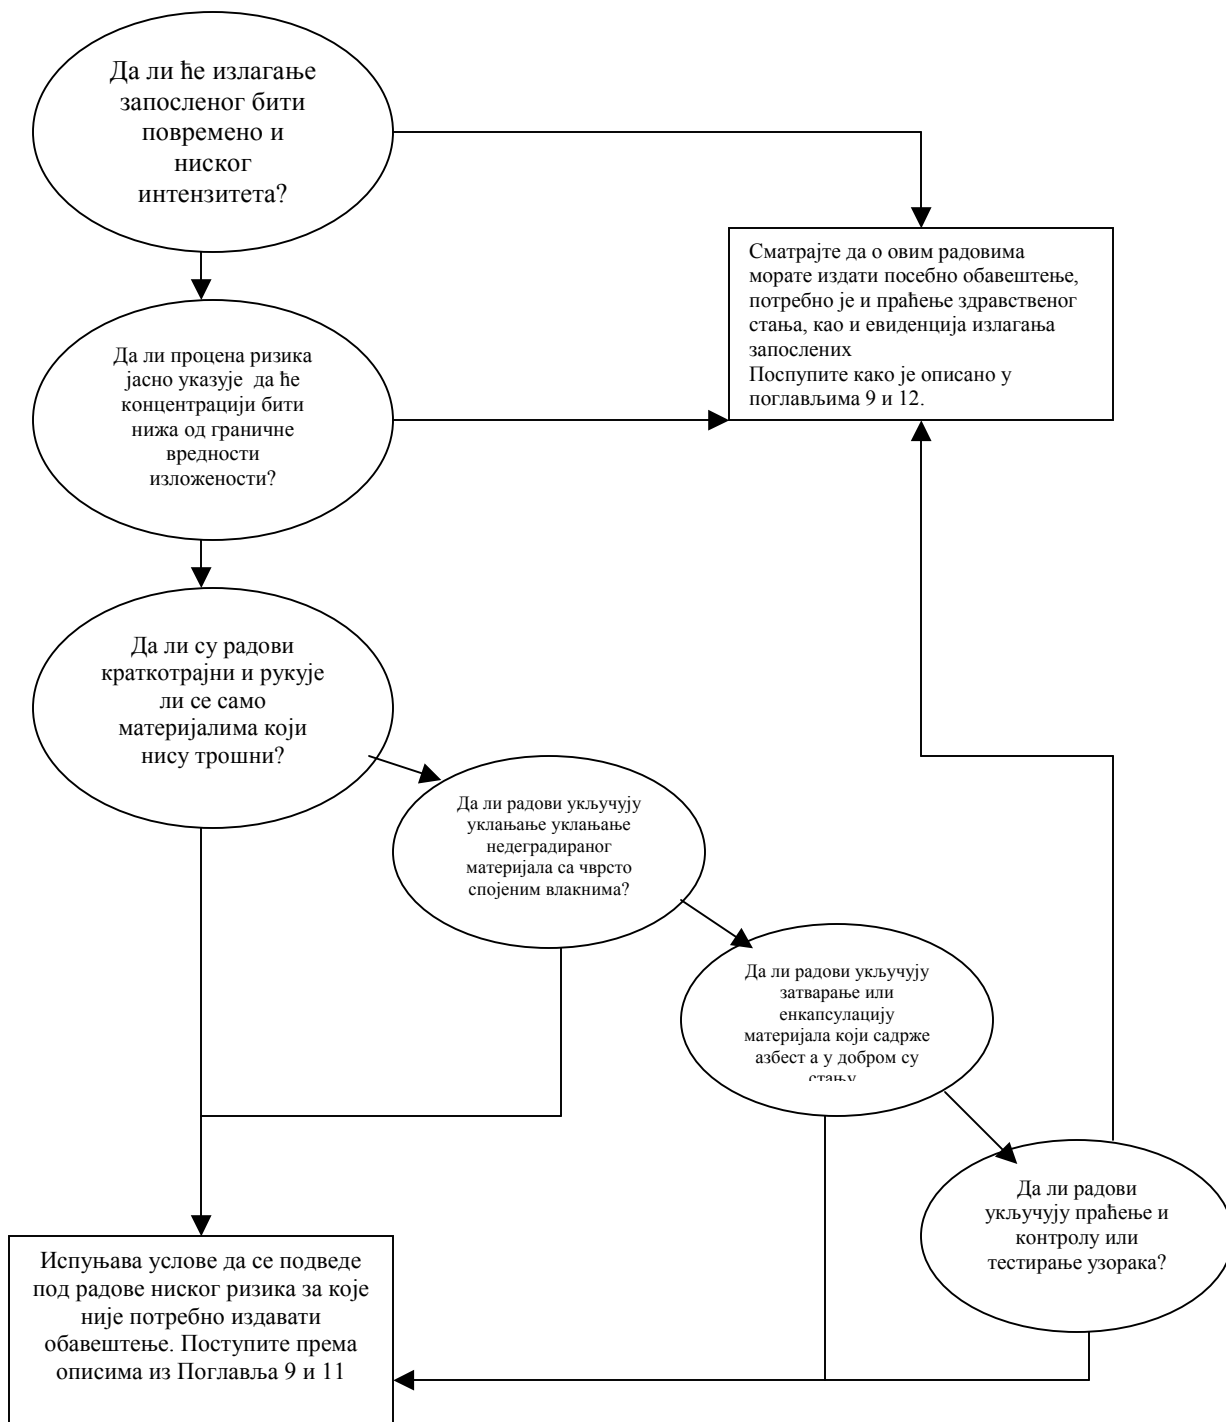 Да ли ће излагање
запосленог бити
повремено и
ниског
интензитета?
Сматрајте да о овим радовима
морате издати посебно обавештење,
потребно је и праћење здравственог
стања, као и евиденција излагања
запослених
Поспупите како је описано у
поглављима 9 и 12.
Да ли процена ризика
јасно указује да ће
концентрацији бити
нижа од граничне
вредности
изложености?
Да ли су радови
краткотрајни и рукује
ли се само
материјалима који
нису трошни?
Да ли радови укључују
уклањање уклањање
недеградираног
материјала са чврсто
спојеним влакнима?
Да ли радови укључују
затварање или
енкапсулацију
материјала који садрже
азбест а у добром су
стању
Да ли радови
укључују праћење и
контролу или
тестирање узорака?
Испуњава услове да се подведе
под радове ниског ризика за које
није потребно издавати
обавештење. Поступите према
описима из Поглавља 9 и 11